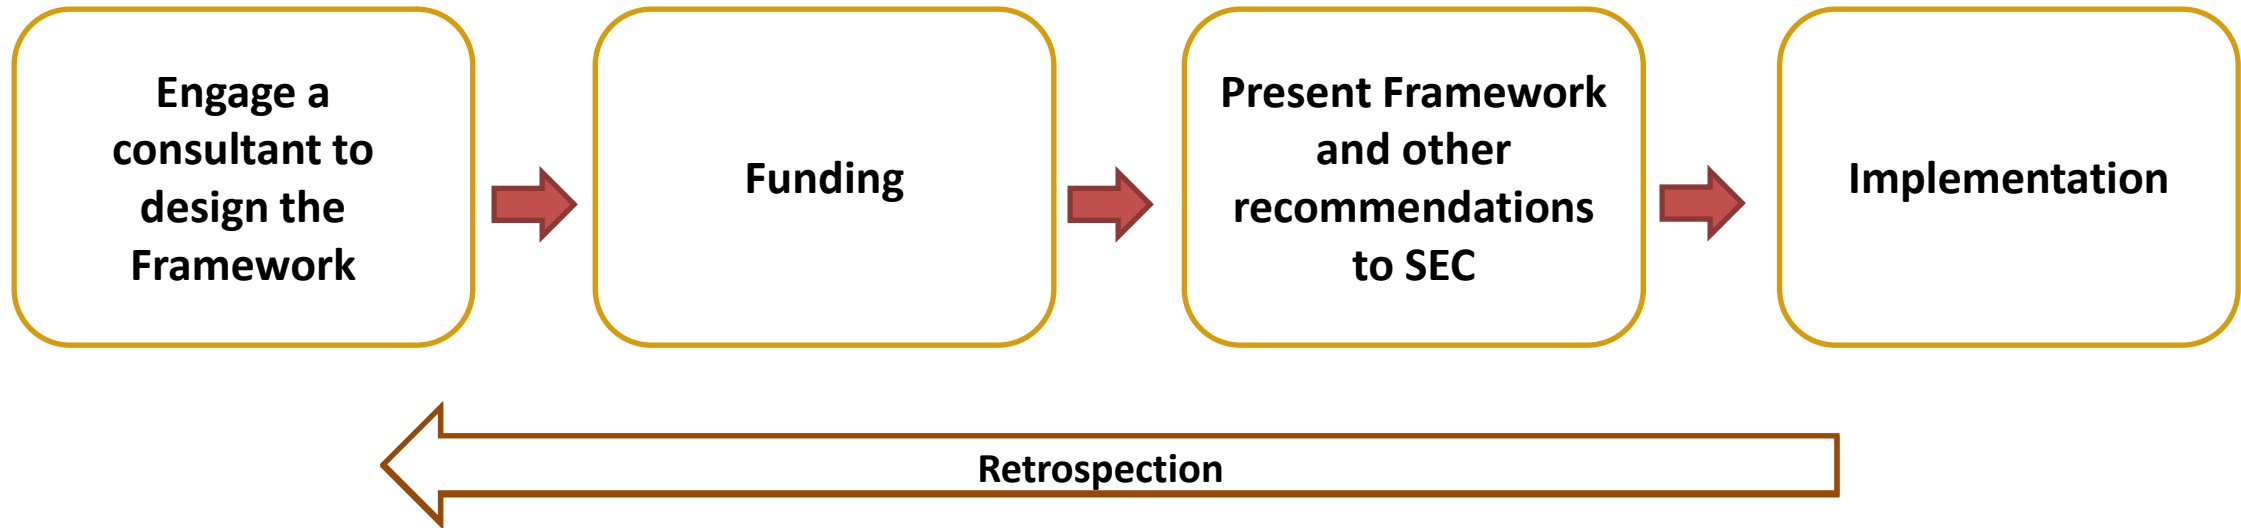 Engage a
consultant to
design the
Framework
Funding
Present Framework
and other
recommendations
to SEC
Implementation
Retrospection